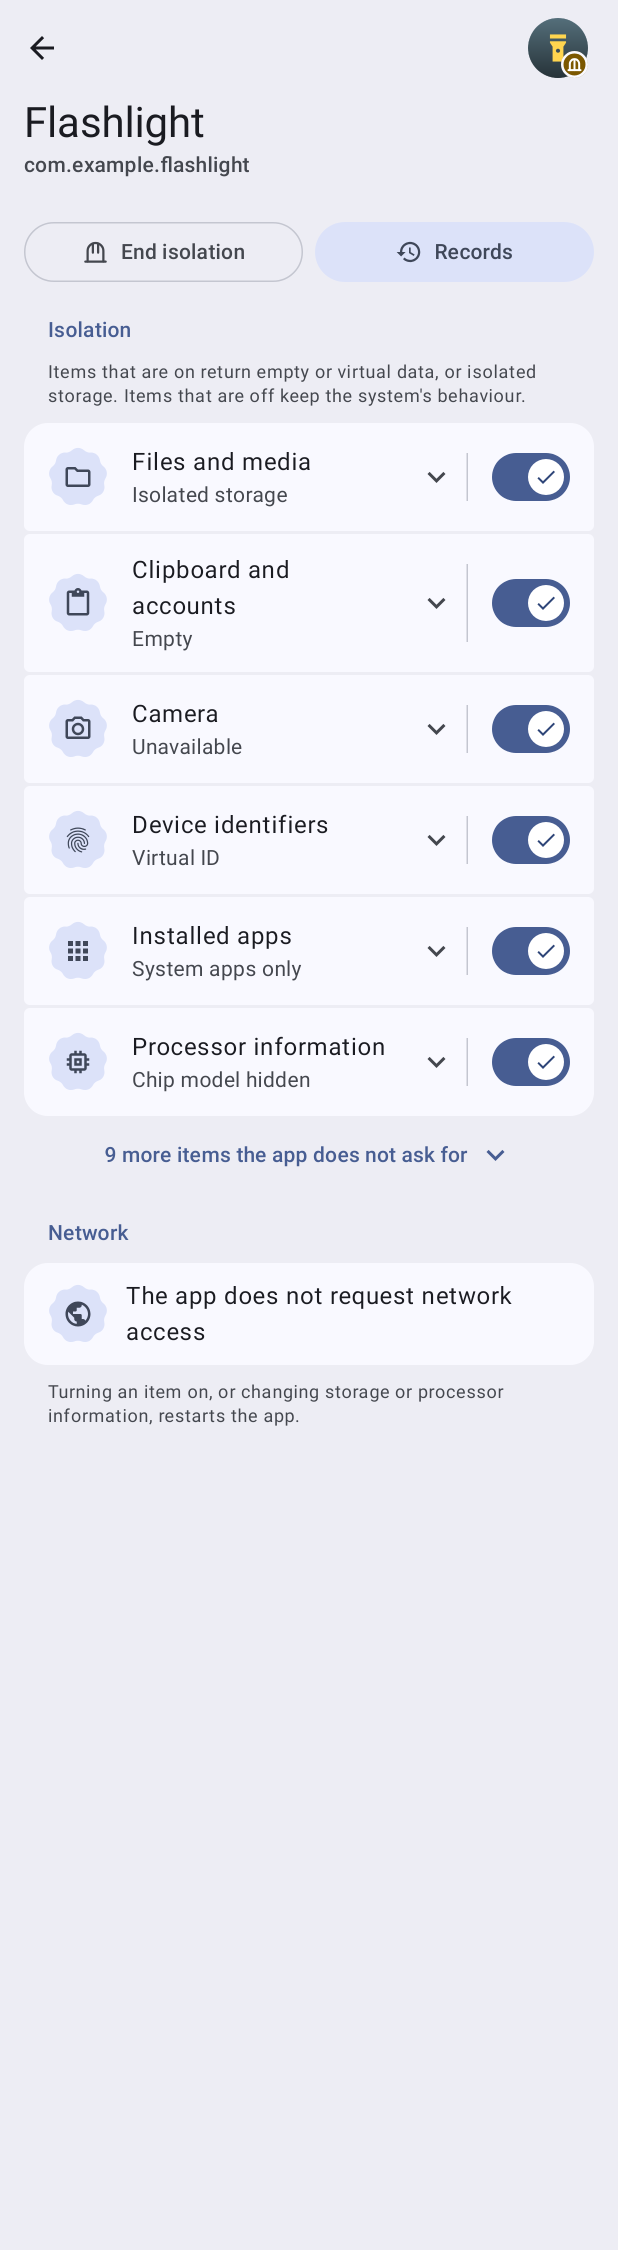 Flashlight
com.example.flashlight
End isolation
Records
Isolation
Items that are on return empty or virtual data, or isolated
storage. Items that are off keep the system's behaviour.
Files and media
Isolated storage
Clipboard and
accounts
Empty
Camera
Unavailable
Device identifiers
Virtual ID
Installed apps
System apps only
Processor information
Chip model hidden
9 more items the app does not ask for
Network
The app does not request network
access
Turning an item on, or changing storage or processor
information, restarts the app.